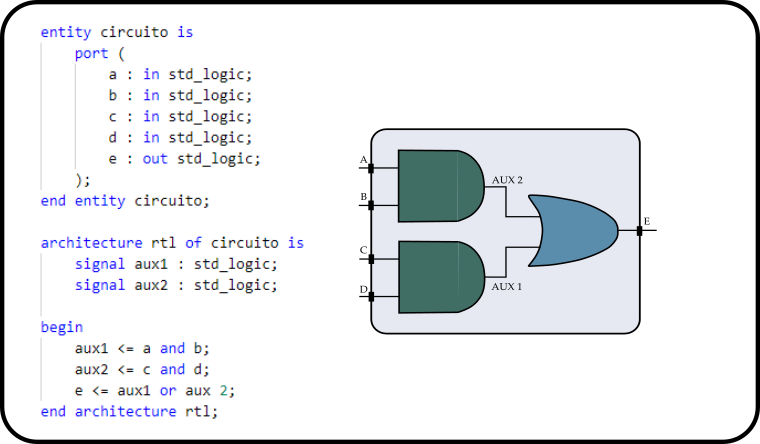 entity circuito is
port (
a : in std_logic;
b : in std_logic;
c : in std_logic;
d : in std_logic;
e : out std_logic;
);
end entity circuito;
architecture rtl of circuito is
signal aux1 : std_logic;
signal aux2 : std_logic;
begin
aux1 <= a and b;
aux2 <= c and d;
e <= aux1 or aux 2;
end architecture rtl;
A
B
C
D
AUX 2
AUX 1
E